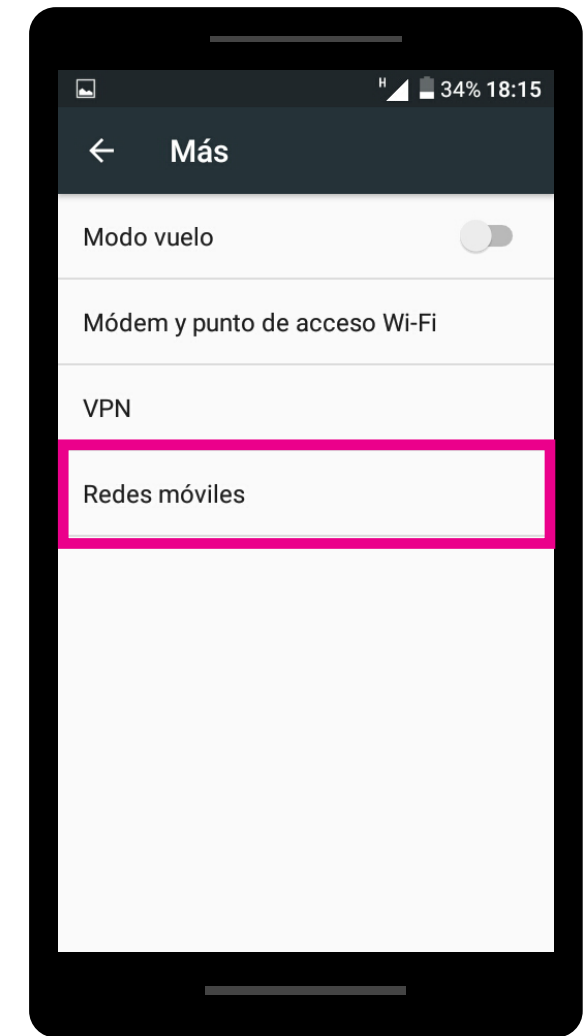 H 34% 18:15
Más
Modo vuelo
Módem y punto de acceso Wi-Fi
VPN
Redes móviles